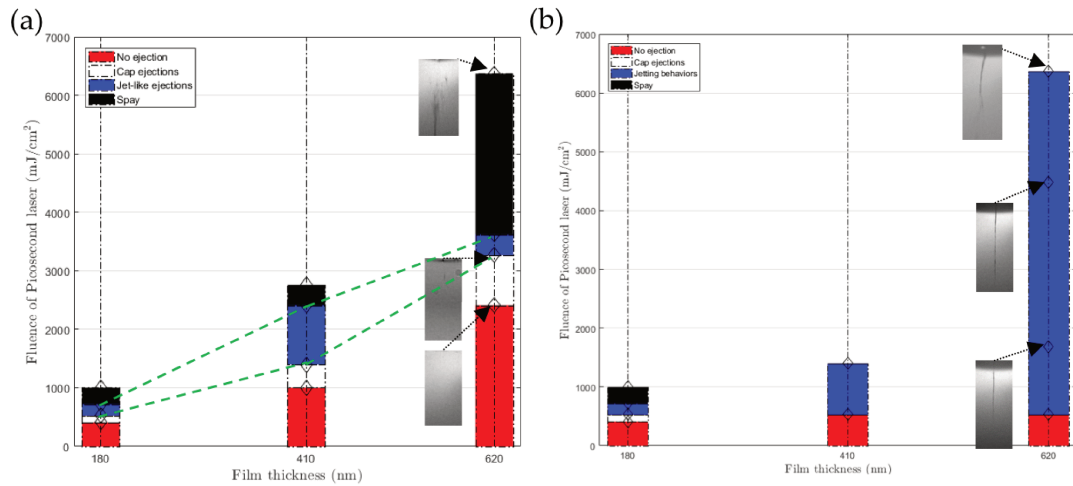 (a)
7000
6000
5000
4000
3000
2000
1000
0
Fluence of Picosecond laser (mJ/cm²)
No ejection
Cap ejections
Jet-like ejections
Spay
180
410
620
Film thickness (nm)
(b)
7000
6000
5000
4000
3000
2000
1000
0
Fluence of Picosecond laser (mJ/cm²)
No ejection
Cap ejections
Jetting behaviors
Spay
180
410
620
Film thickness (nm)